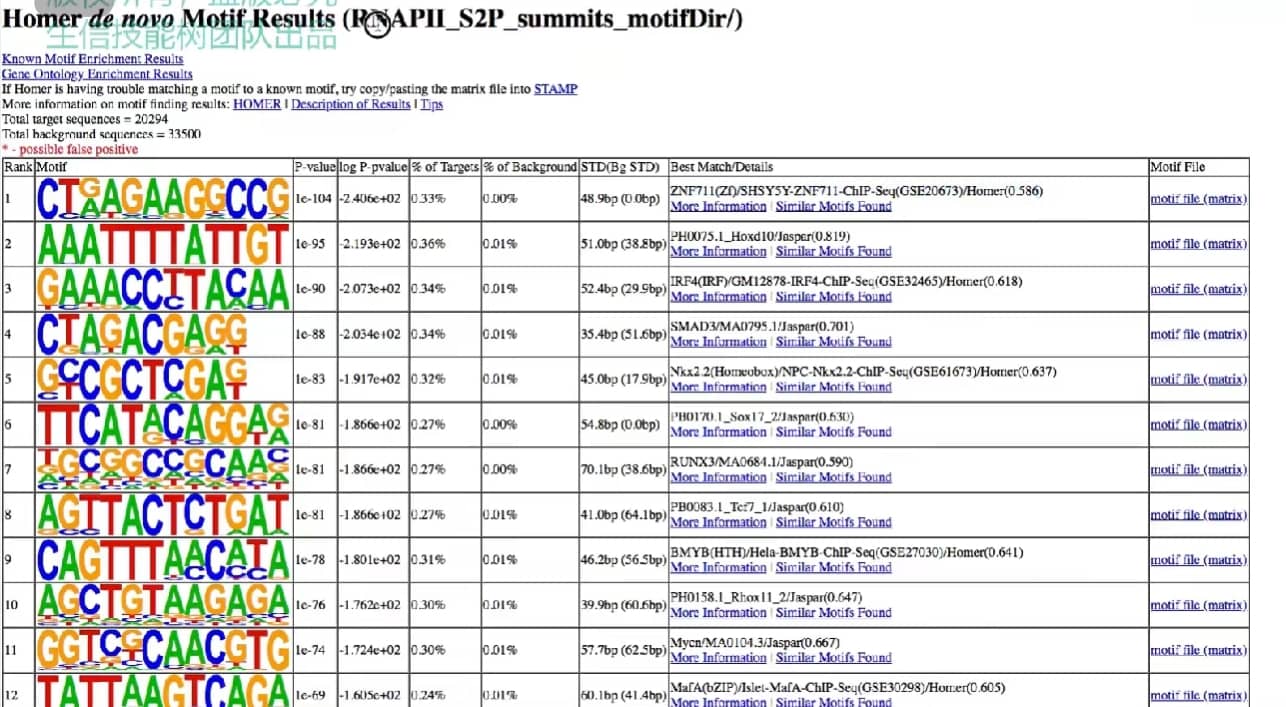 版权所有，盗版必究
生信技能树团队出品
Homer de novo Motif Results (RNAPII_S2P_summits_motifDir/)
Known Motif Enrichment Results
Gene Ontology Enrichment Results
If Homer is having trouble matching a motif to a known motif, try copy/pasting the matrix file into STAMP
More information on motif finding results: HOMER | Description of Results | Tips
Total target sequences = 20294
Total background sequences = 33500
* - possible false positive
Rank Motif P-value log P-pvalue % of Targets % of Background STD(Bg STD) Best Match/Details Motif File
1 CTAAGAAGGCCG 1e-104 -2.406e+02 0.33% 0.00% 48.9bp (0.0bp) ZNF711(Zf)/SHSY5Y-ZNF711-ChIP-Seq(GSE20673)/Homer(0.586) motif file (matrix)
More Information | Similar Motifs Found
2 AAATTTTATTGT 1e-95 -2.193e+02 0.36% 0.01% 51.0bp (38.8bp) PH0075.1_Hoxd10/Jaspar(0.819) motif file (matrix)
More Information | Similar Motifs Found
3 GAAACCTTACAA 1e-90 -2.073e+02 0.34% 0.01% 52.4bp (29.9bp) IRF4(IRF)/GM12878-IRF4-ChIP-Seq(GSE32465)/Homer(0.618) motif file (matrix)
More Information | Similar Motifs Found
4 CTAGACGAGG 1e-88 -2.034e+02 0.34% 0.01% 35.4bp (51.6bp) SMAD3/MA0795.1/Jaspar(0.701) motif file (matrix)
More Information | Similar Motifs Found
5 GCCGCTCGAG 1e-83 -1.917e+02 0.32% 0.01% 45.0bp (17.9bp) Nkx2.2(Homeobox)/NPC-Nkx2.2-ChIP-Seq(GSE61673)/Homer(0.637) motif file (matrix)
More Information | Similar Motifs Found
6 TTCATACAGGAG 1e-81 -1.866e+02 0.27% 0.00% 54.8bp (0.0bp) PB0170.1_Sox17_2/Jaspar(0.630) motif file (matrix)
More Information | Similar Motifs Found
7 TGCGGCCGCAAC 1e-81 -1.866e+02 0.27% 0.00% 70.1bp (38.6bp) RUNX3/MA0684.1/Jaspar(0.590) motif file (matrix)
More Information | Similar Motifs Found
8 AGTTACTCTGAT 1e-81 -1.866e+02 0.27% 0.01% 41.0bp (64.1bp) PB0083.1_Tcf7_1/Jaspar(0.610) motif file (matrix)
More Information | Similar Motifs Found
9 CAGTTTAACATA 1e-78 -1.801e+02 0.31% 0.01% 46.2bp (56.5bp) BMYB(HTH)/Hela-BMYB-ChIP-Seq(GSE27030)/Homer(0.641) motif file (matrix)
More Information | Similar Motifs Found
10 AGCTGTAAGAGA 1e-76 -1.762e+02 0.30% 0.01% 39.9bp (60.6bp) PH0158.1_Rhox11_2/Jaspar(0.647) motif file (matrix)
More Information | Similar Motifs Found
11 GGTCGCAACGTG 1e-74 -1.724e+02 0.30% 0.01% 57.7bp (62.5bp) Mycn/MA0104.3/Jaspar(0.667) motif file (matrix)
More Information | Similar Motifs Found
12 TATTAAGTCAGA 1e-69 -1.605e+02 0.24% 0.01% 60.1bp (41.4bp) MafA(bZIP)/Islet-MafA-ChIP-Seq(GSE30298)/Homer(0.605) motif file (matrix)
More Information | Similar Motifs Found